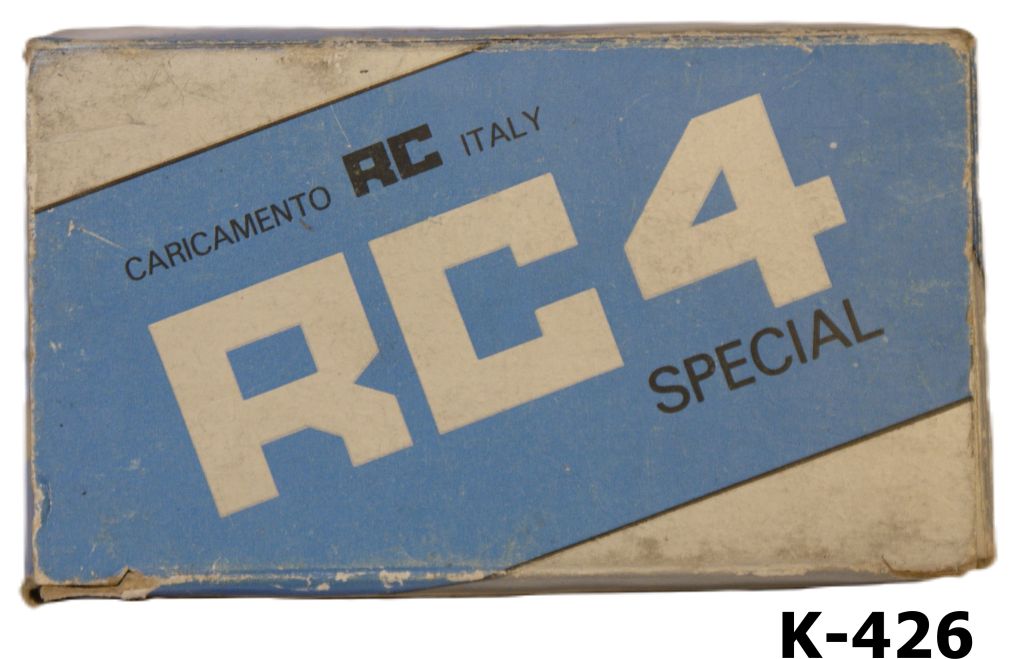 CARICAMENTO RC ITALY
RC4
SPECIAL
K-426